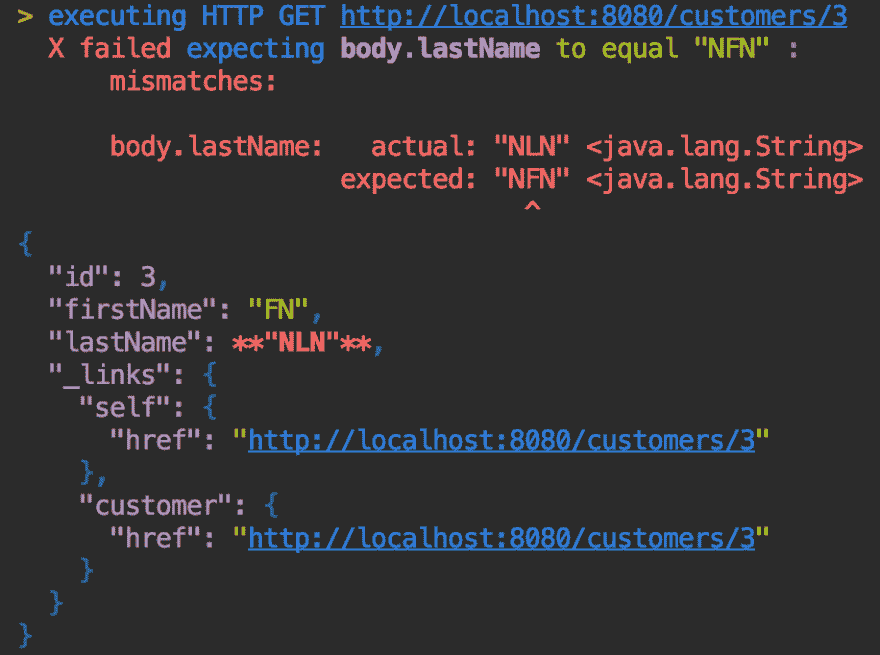 > executing HTTP GET http://localhost:8080/customers/3
  X failed expecting body.lastName to equal "NFN" :
      mismatches:

      body.lastName:   actual: "NLN" <java.lang.String>
                     expected: "NFN" <java.lang.String>
                                 ^
{
  "id": 3,
  "firstName": "FN",
  "lastName": **"NLN"**,
  "_links": {
    "self": {
      "href": "http://localhost:8080/customers/3"
    },
    "customer": {
      "href": "http://localhost:8080/customers/3"
    }
  }
}